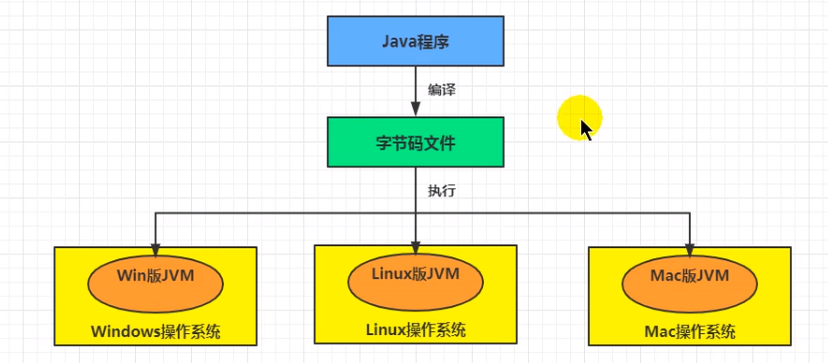 Java程序
编译
字节码文件
执行
Win版JVM
Windows操作系统
Linux版JVM
Linux操作系统
Mac版JVM
Mac操作系统